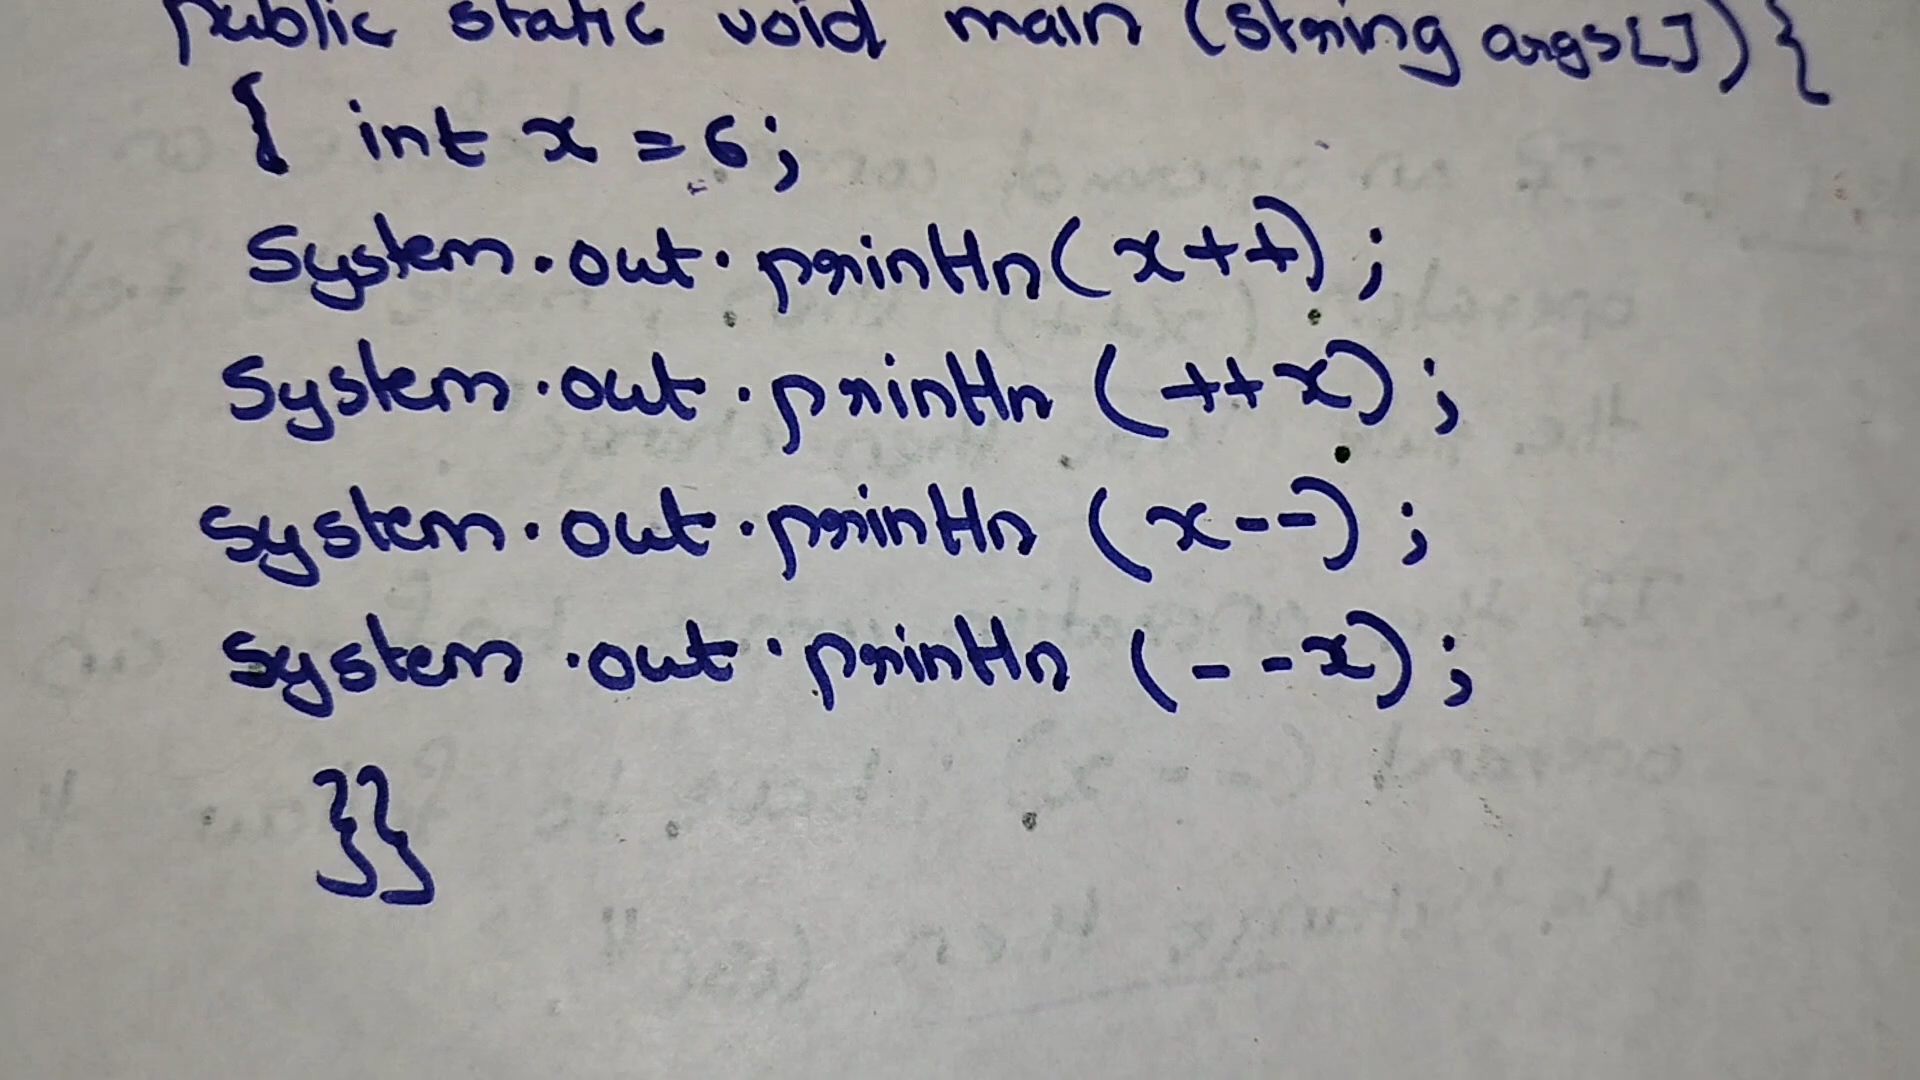 public static void main (string args[]) {
{ int x = 6;
System.out.println(x++);
System.out.println (++x);
System.out.println (x--);
System.out.println (--x);
}}